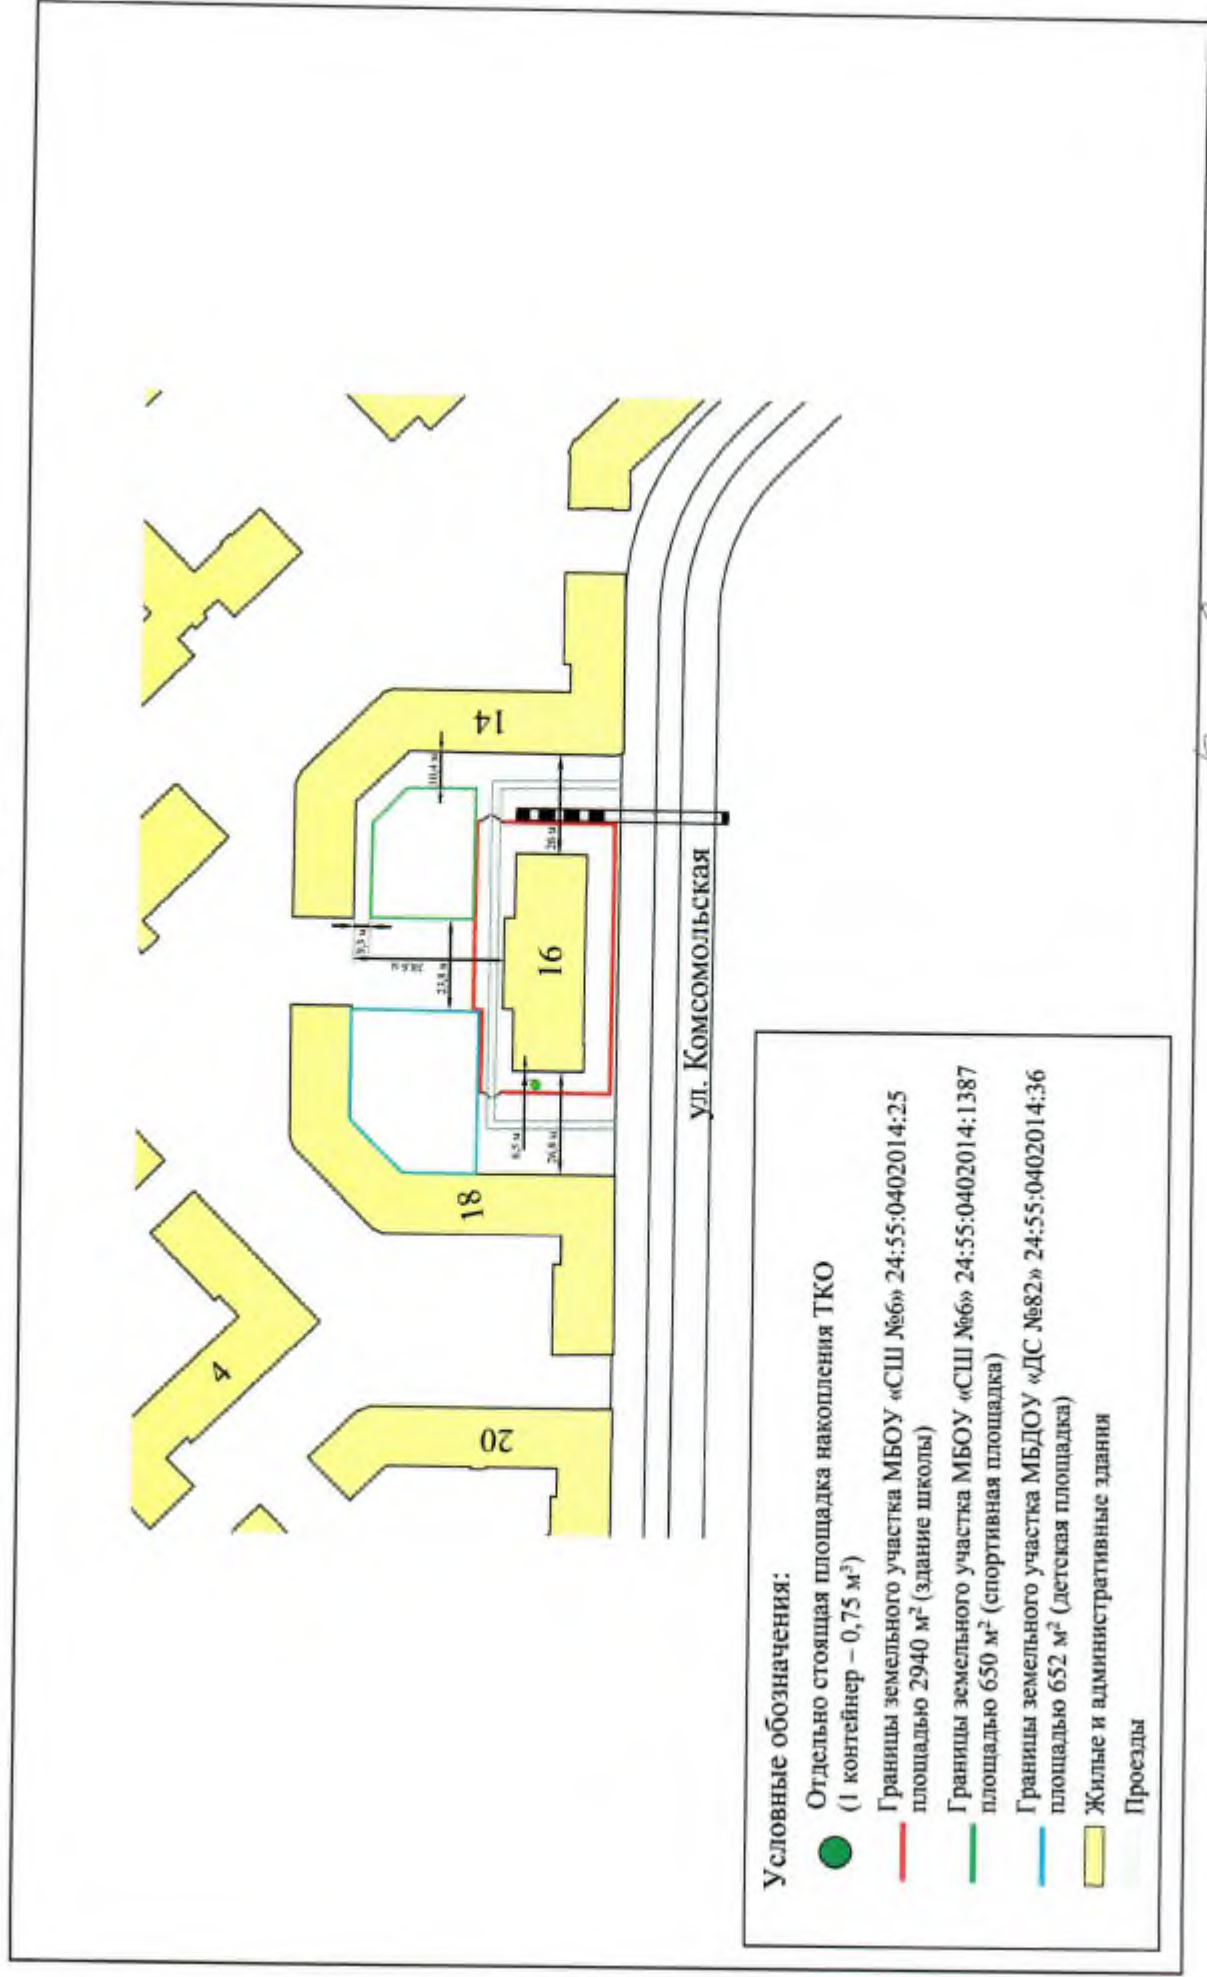 4
20
18
14
16
9,3 м
10,4 м
23,8 м
26 м
26,8 м
ул. Комсомольская
Условные обозначения:
Отдельно стоящая площадка накопления ТКО
(1 контейнер – 0,75 м³)
Границы земельного участка МБОУ «СШ №6» 24:55:0402014:25
площадью 2940 м² (здание школы)
Границы земельного участка МБОУ «СШ №6» 24:55:0402014:1387
площадью 650 м² (спортивная площадка)
Границы земельного участка МБДОУ «ДС №82» 24:55:0402014:36
площадью 652 м² (детская площадка)
Жилые и административные здания
Проезды